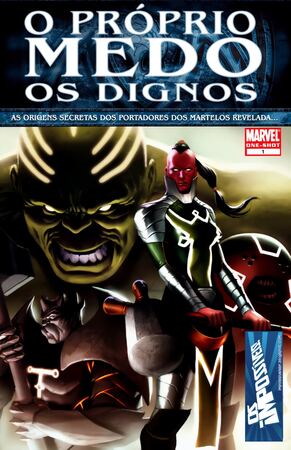 O PRÓPRIO
MEDO
OS DIGNOS
AS ORIGENS SECRETAS DOS PORTADORES DOS MARTELOS REVELADA...
MARVEL
ONE-SHOT
1
OS
IMPOSSÍVEIS